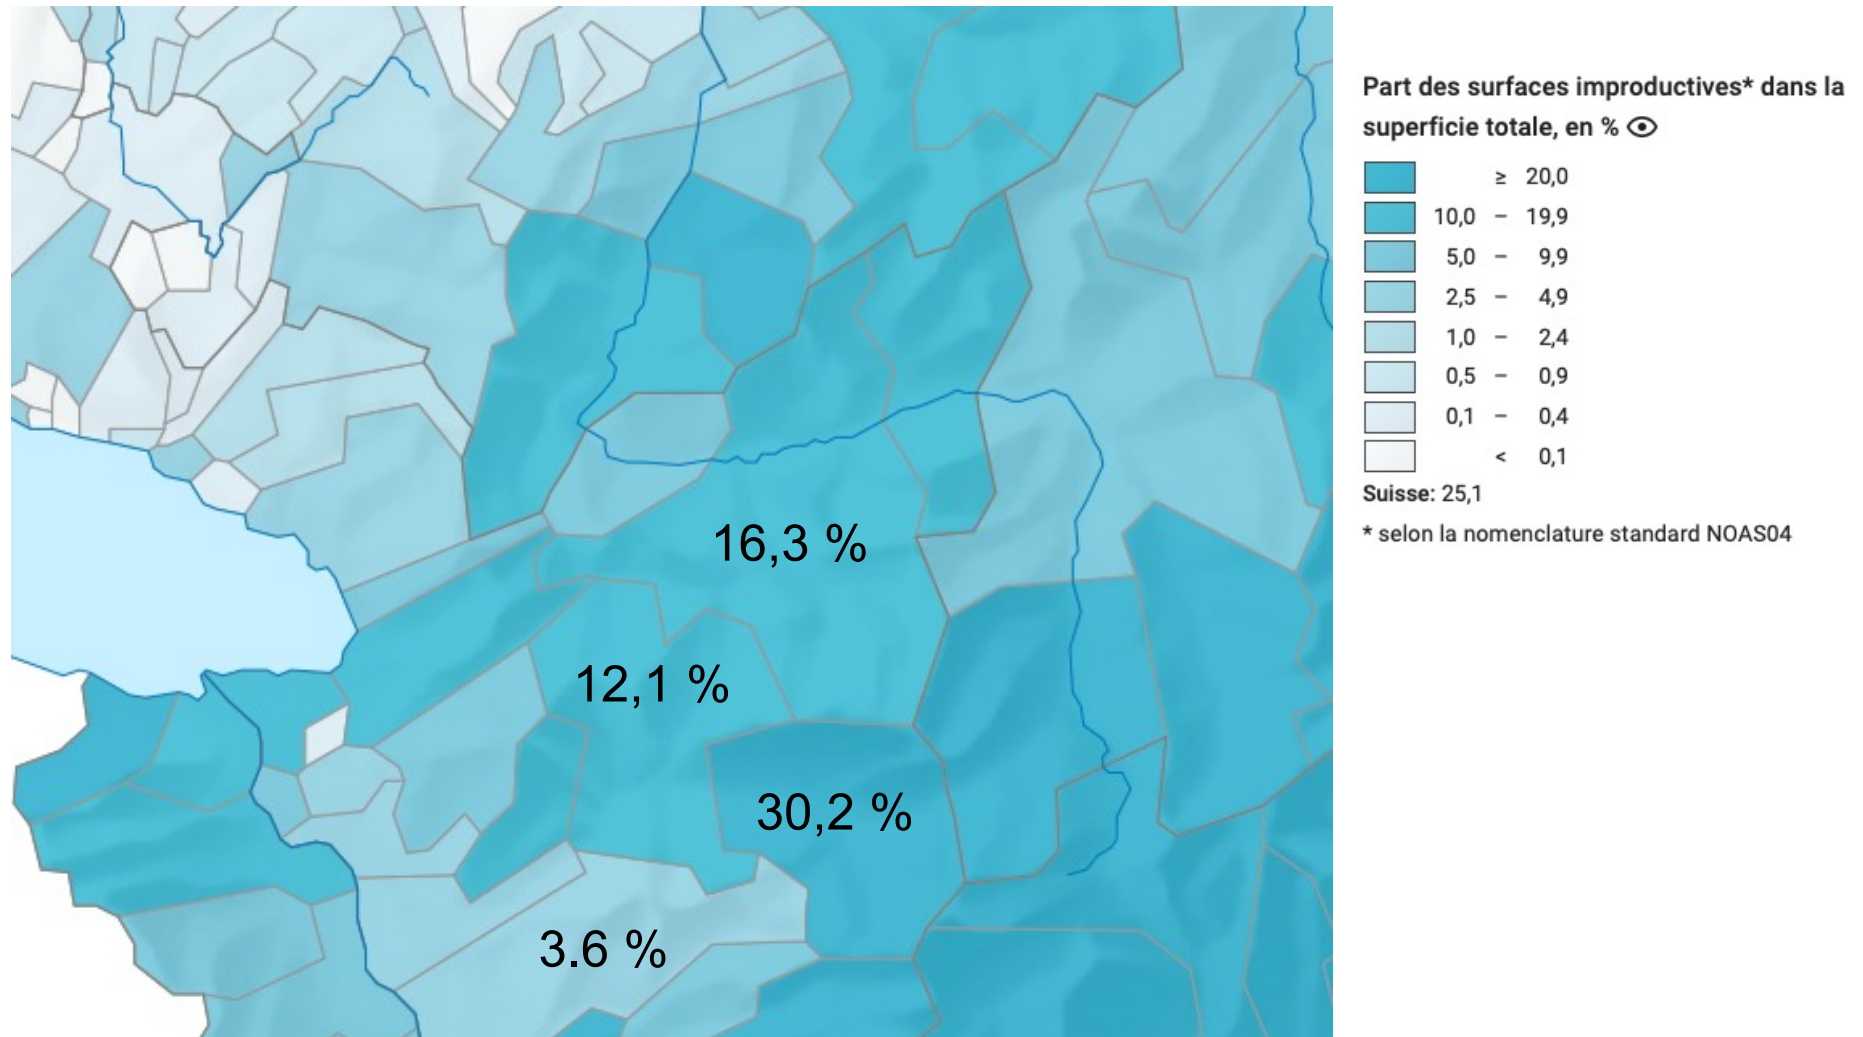 16,3 %
12,1 %
30,2 %
3.6 %
Part des surfaces improductives* dans la
superficie totale, en %
≥ 20,0
10,0 – 19,9
5,0 – 9,9
2,5 – 4,9
1,0 – 2,4
0,5 – 0,9
0,1 – 0,4
< 0,1
Suisse: 25,1
* selon la nomenclature standard NOAS04